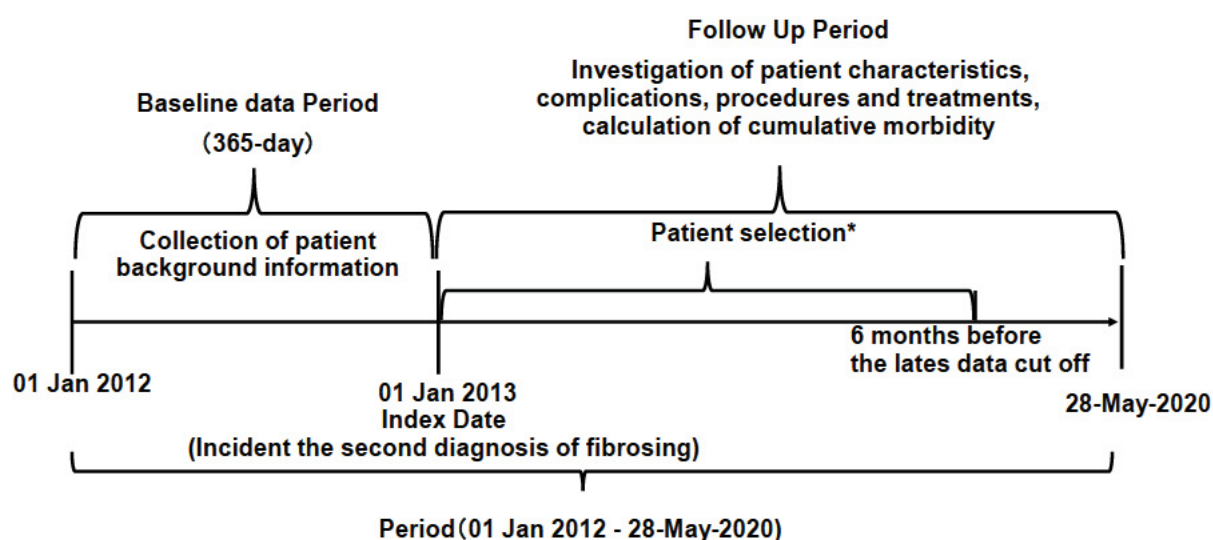 Follow Up Period
Investigation of patient characteristics,
complications, procedures and treatments,
calculation of cumulative morbidity
Baseline data Period
（365-day）
Collection of patient
background information
Patient selection*
6 months before
the lates data cut off
01 Jan 2012
01 Jan 2013
Index Date
(Incident the second diagnosis of fibrosing)
28-May-2020
Period（01 Jan 2012 - 28-May-2020)